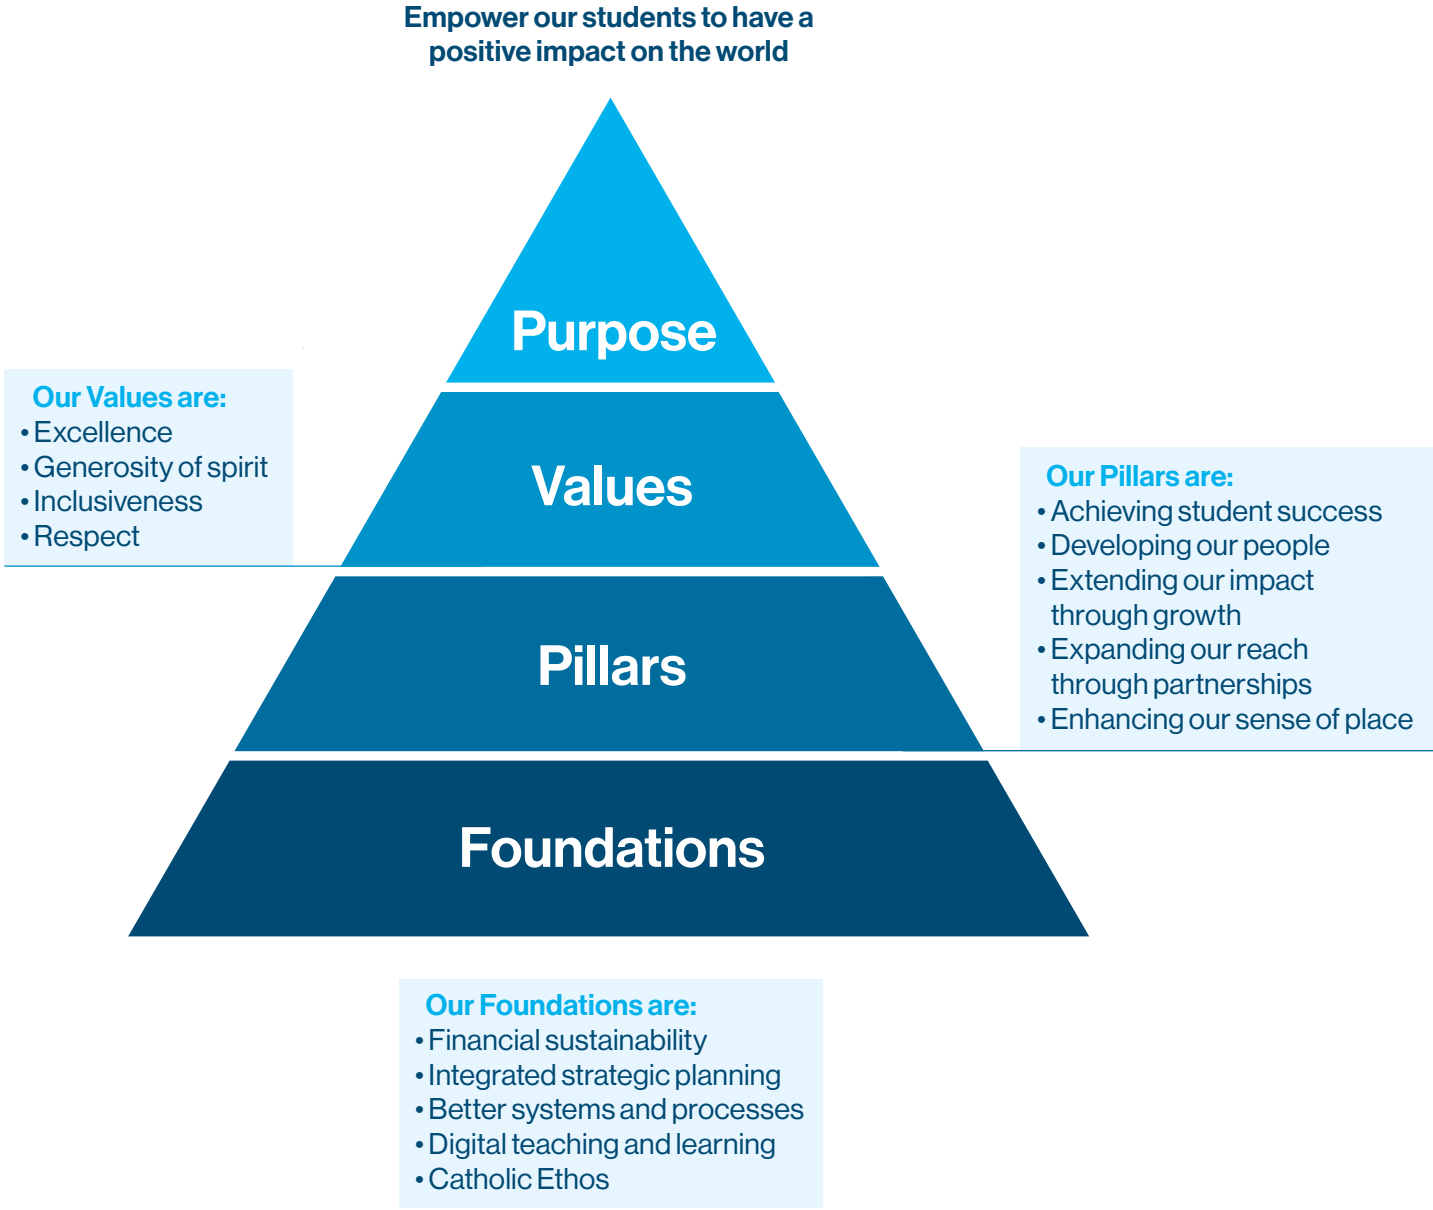 Empower our students to have a
positive impact on the world
Purpose
Our Values are:
• Excellence
• Generosity of spirit
• Inclusiveness
• Respect
Values
Our Pillars are:
• Achieving student success
• Developing our people
• Extending our impact
through growth
• Expanding our reach
through partnerships
• Enhancing our sense of place
Pillars
Foundations
Our Foundations are:
• Financial sustainability
• Integrated strategic planning
• Better systems and processes
• Digital teaching and learning
• Catholic Ethos